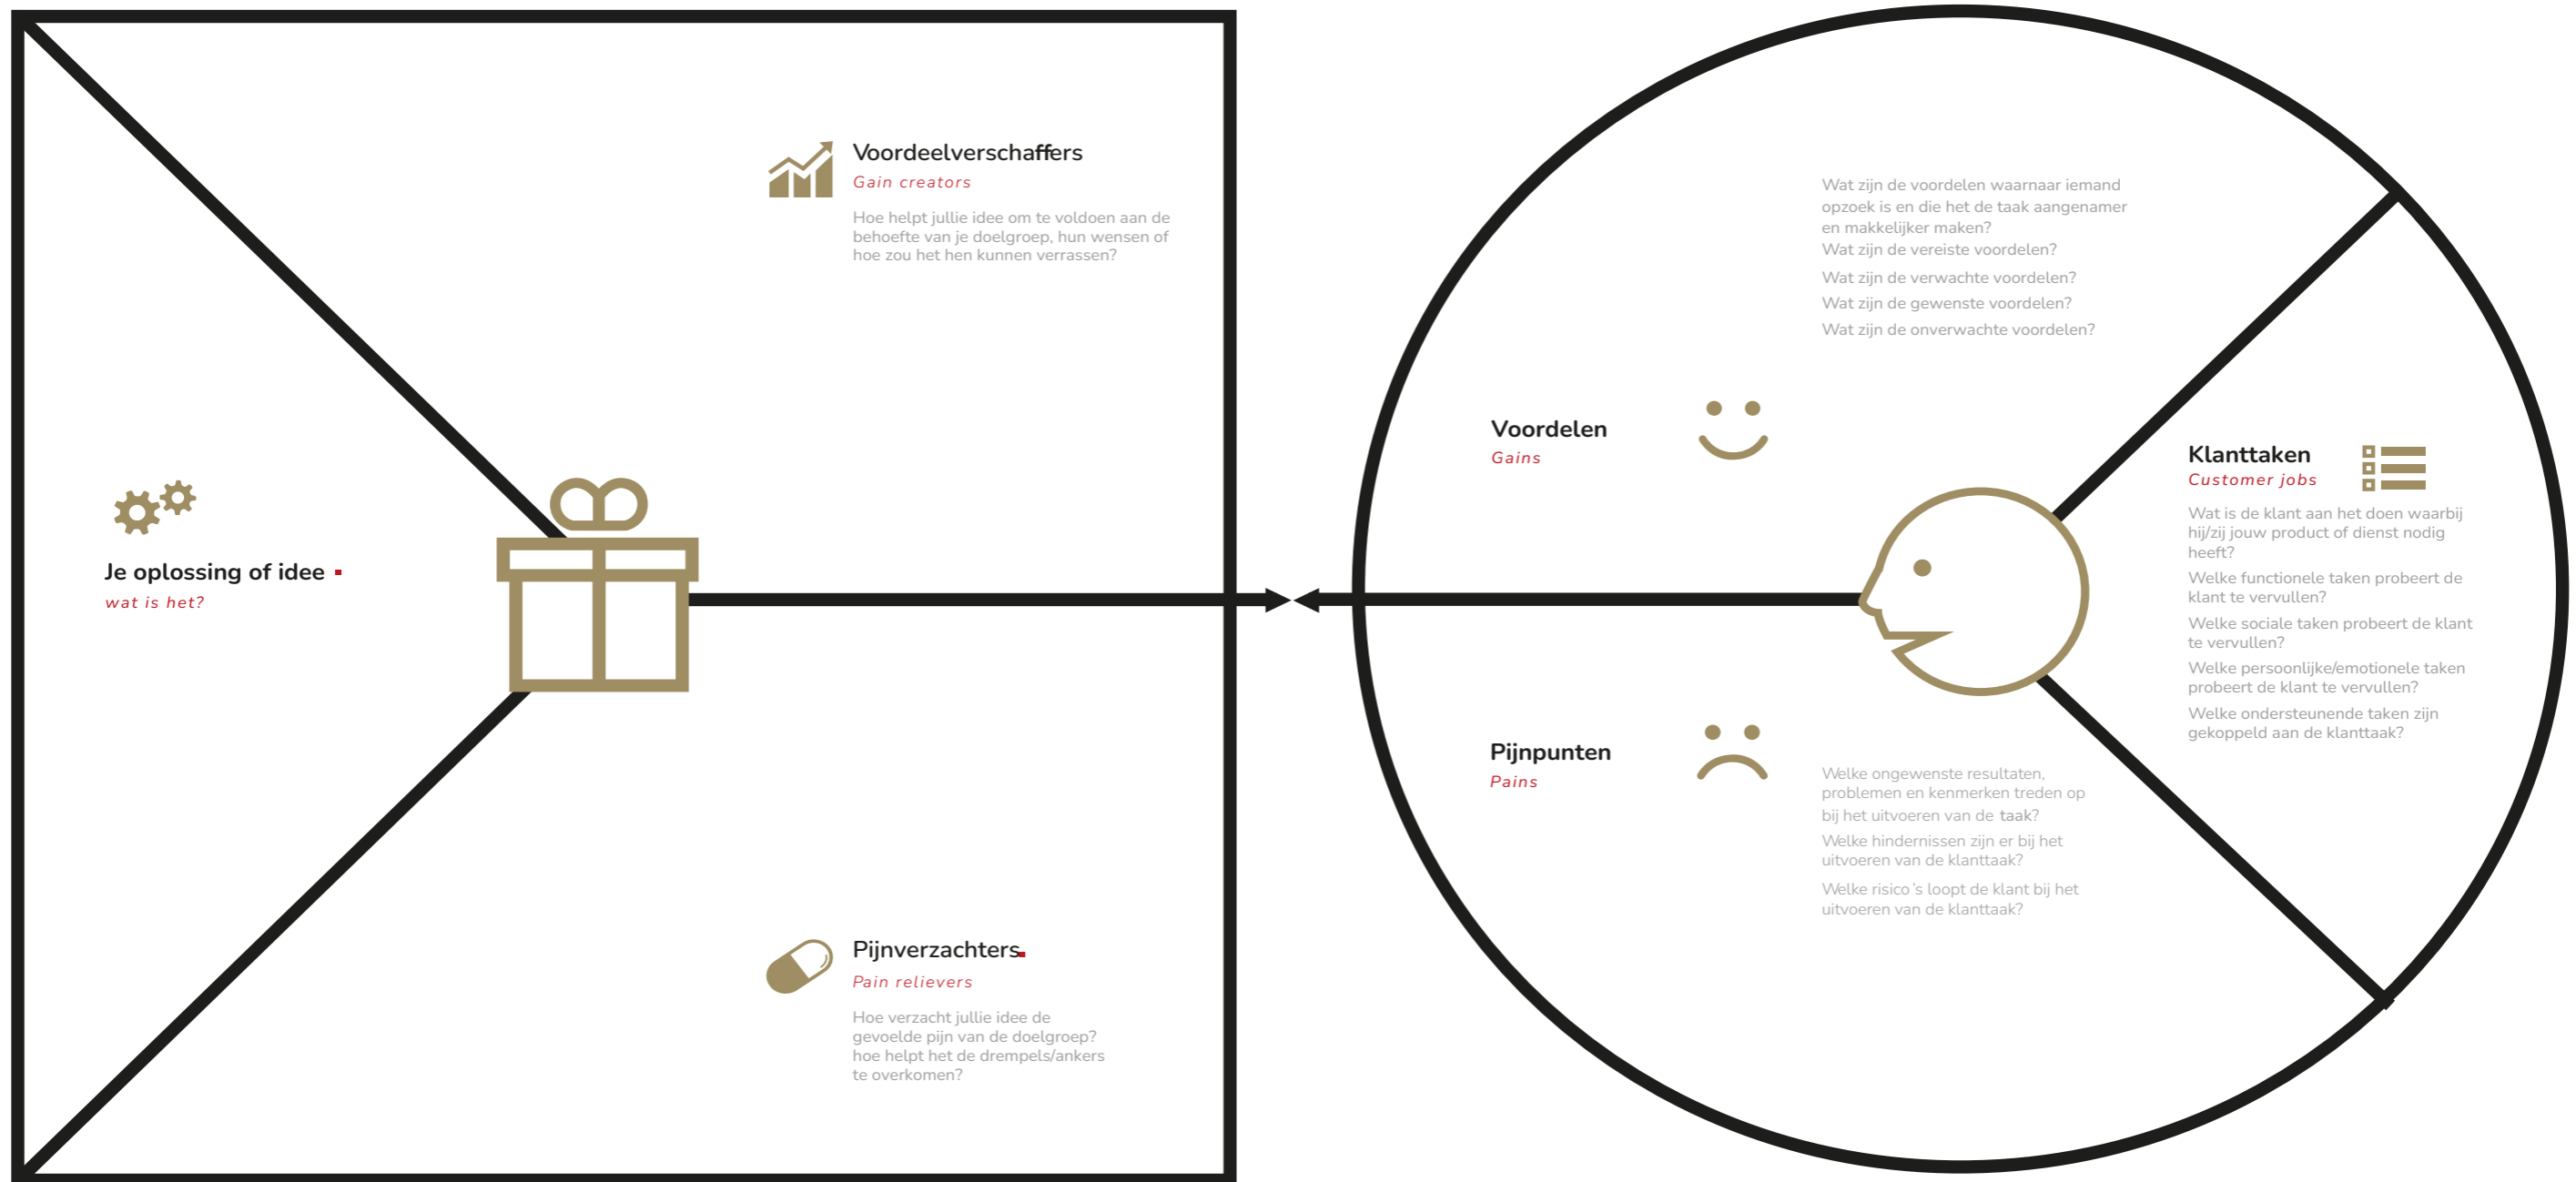 Voordeelverschaffers
Gain creators
Hoe helpt jullie idee om te voldoen aan de
behoefte van je doelgroep, hun wensen of
hoe zou het hen kunnen verrassen?
Je oplossing of idee
wat is het?
Pijnverzachters
Pain relievers
Hoe verzacht jullie idee de
gevoelde pijn van de doelgroep?
hoe helpt het de drempels/ankers
te overkomen?
Wat zijn de voordelen waarnaar iemand
opzoek is en die het de taak aangenamer
en makkelijker maken?
Wat zijn de vereiste voordelen?
Wat zijn de verwachte voordelen?
Wat zijn de gewenste voordelen?
Wat zijn de onverwachte voordelen?
Voordelen
Gains
Klanttaken
Customer jobs
Wat is de klant aan het doen waarbij
hij/zij jouw product of dienst nodig
heeft?
Welke functionele taken probeert de
klant te vervullen?
Welke sociale taken probeert de klant
te vervullen?
Welke persoonlijke/emotionele taken
probeert de klant te vervullen?
Welke ondersteunende taken zijn
gekoppeld aan de klanttaak?
Pijnpunten
Pains
Welke ongewenste resultaten,
problemen en kenmerken treden op
bij het uitvoeren van de taak?
Welke hindernissen zijn er bij het
uitvoeren van de klanttaak?
Welke risico's loopt de klant bij het
uitvoeren van de klanttaak?